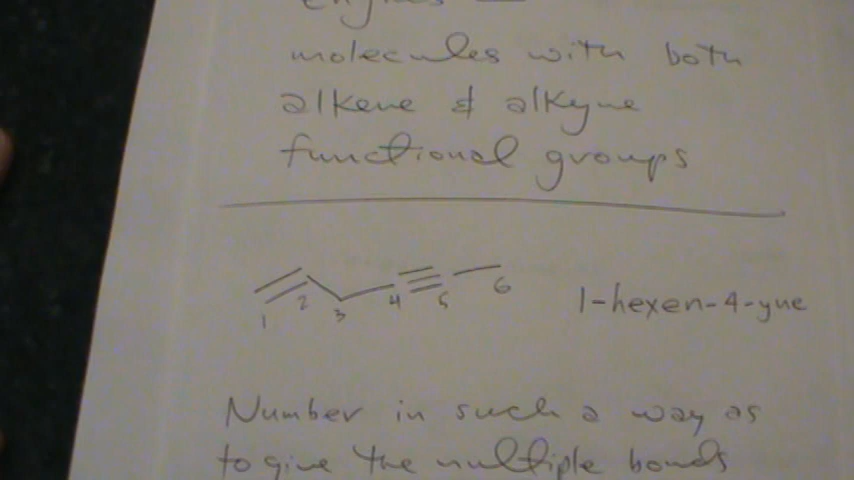 enynes —
molecules with both
alkene & alkyne
functional groups
1 2 3 4 5 6
1-hexen-4-yne
Number in such a way as
to give the multiple bonds